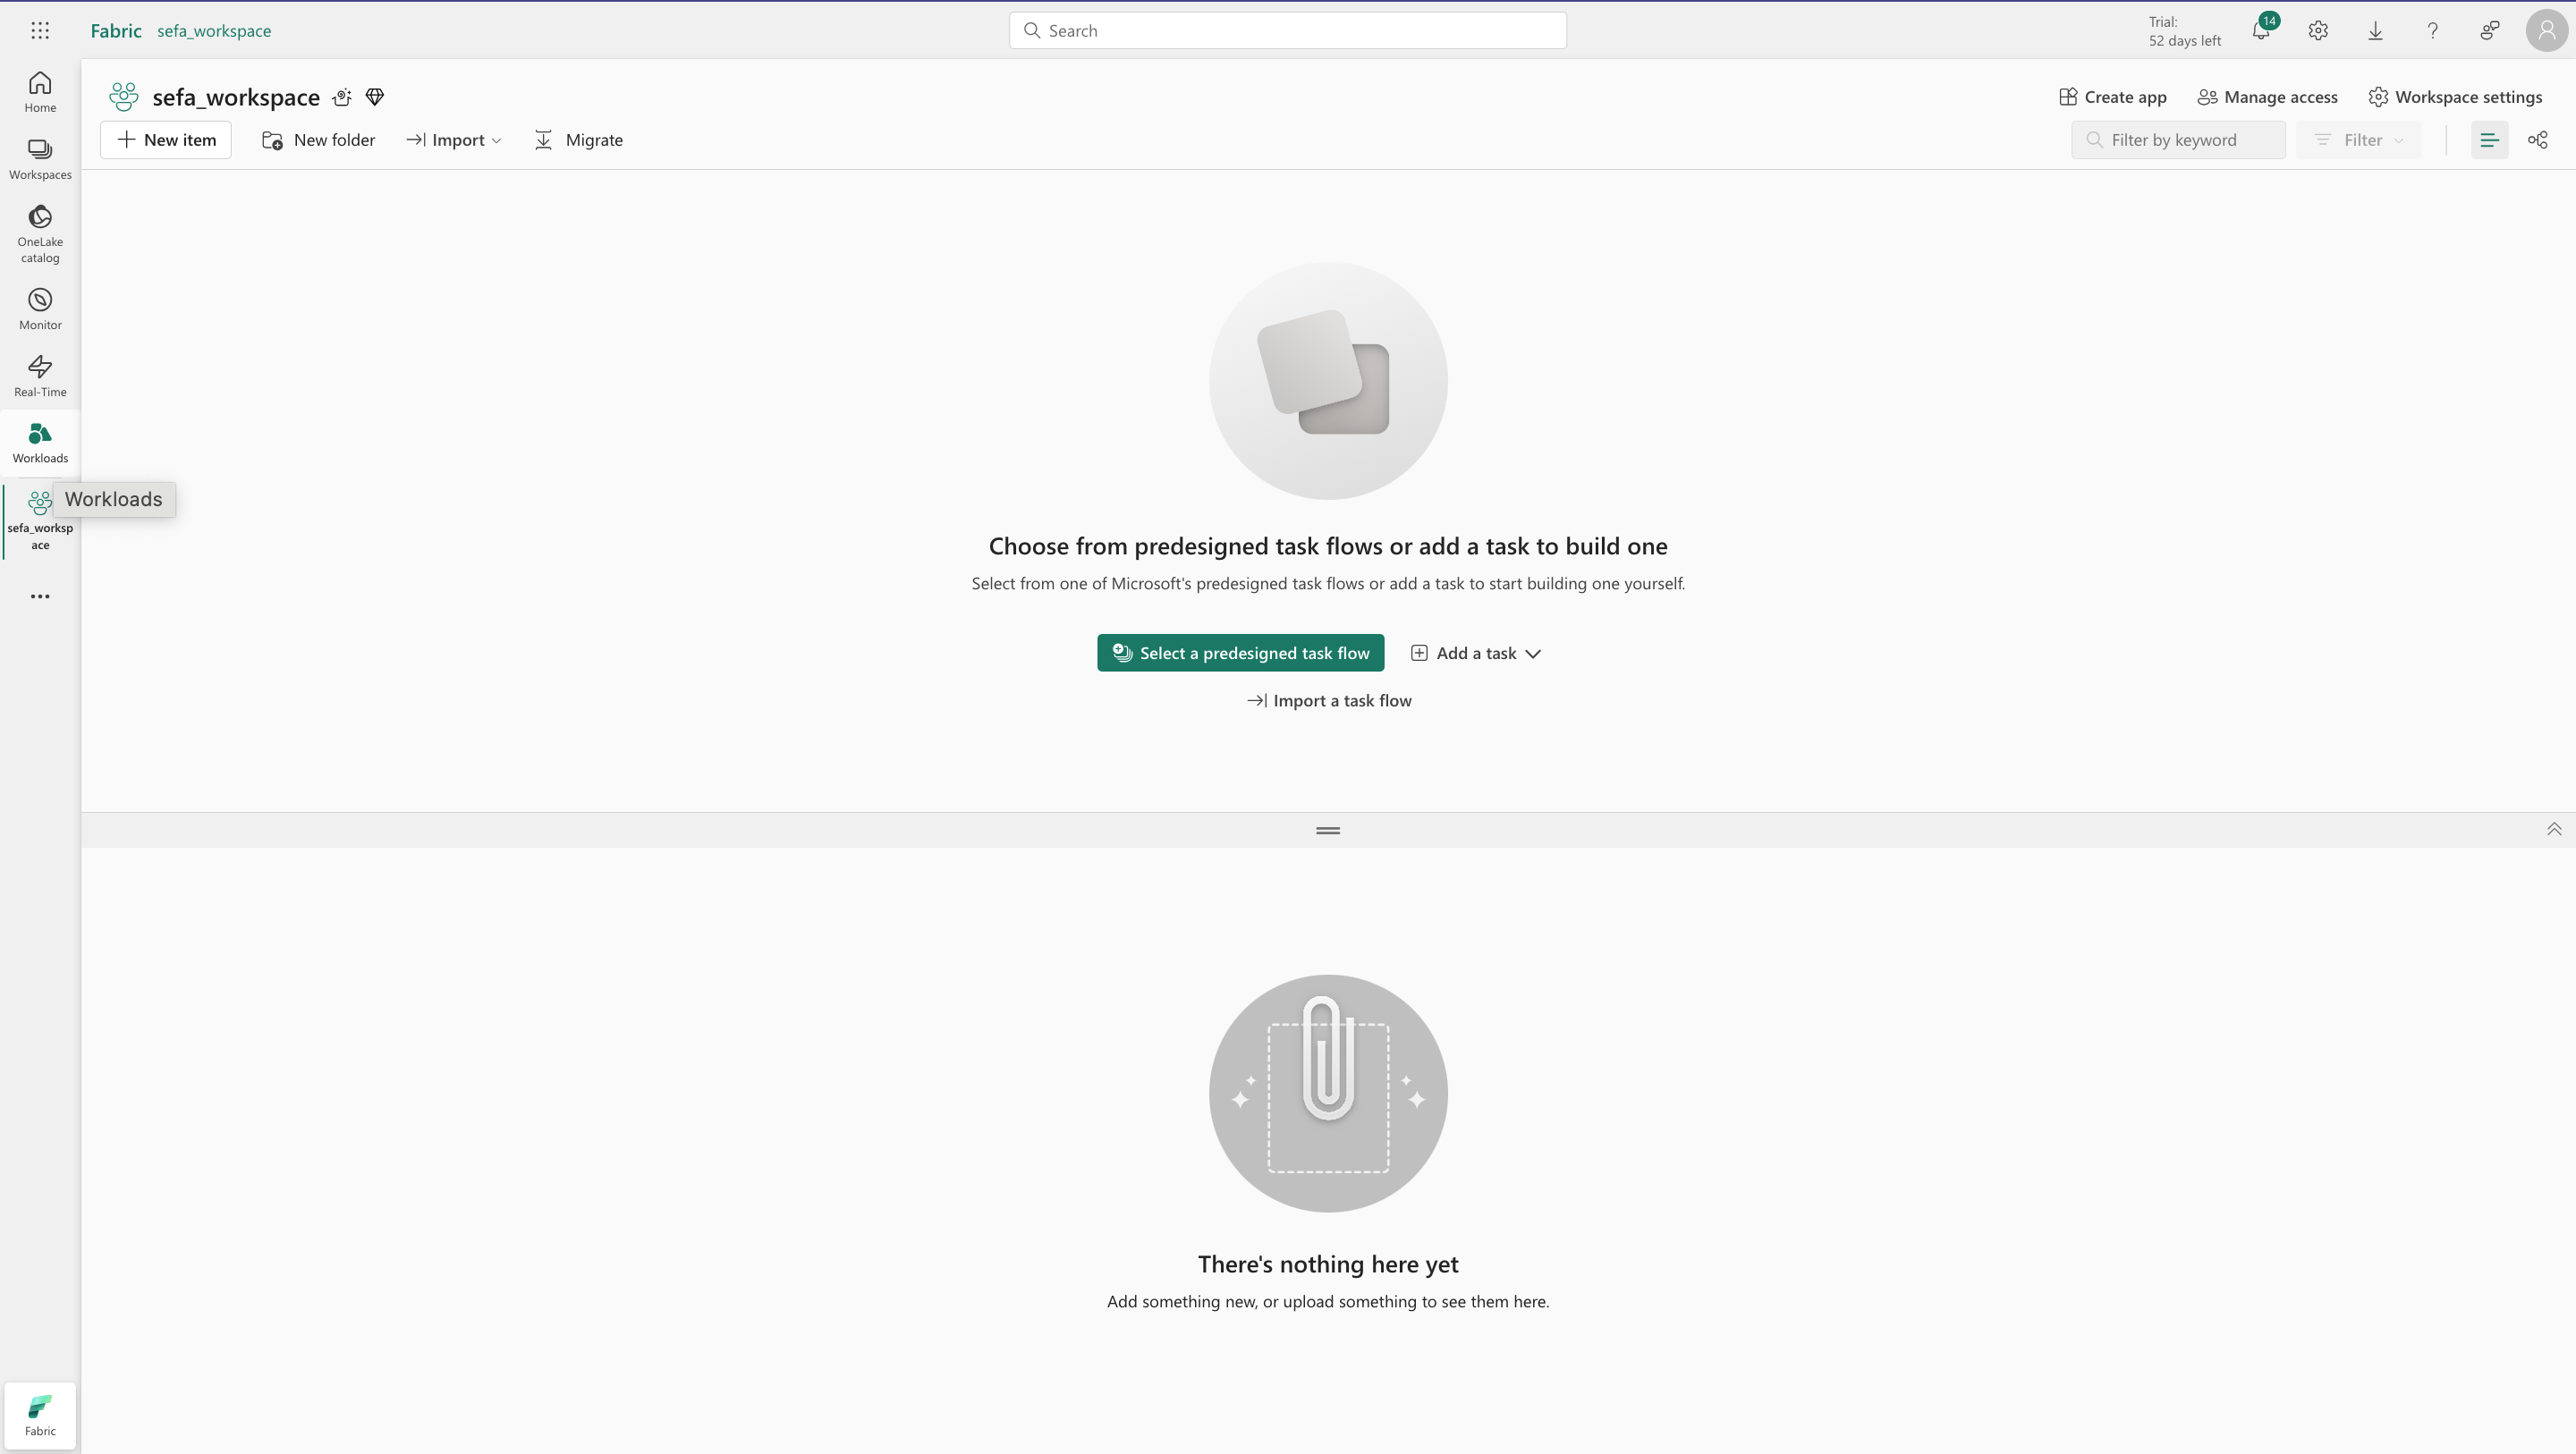 Fabric sefa_workspace
Search
Trial:
52 days left
14
Home
Workspaces
OneLake
catalog
Monitor
Real-Time
Workloads
Workloads
sefa_worksp
ace
Fabric
sefa_workspace
Create app Manage access Workspace settings
New item New folder Import Migrate
Filter by keyword Filter
Choose from predesigned task flows or add a task to build one
Select from one of Microsoft's predesigned task flows or add a task to start building one yourself.
Select a predesigned task flow Add a task
Import a task flow
There's nothing here yet
Add something new, or upload something to see them here.